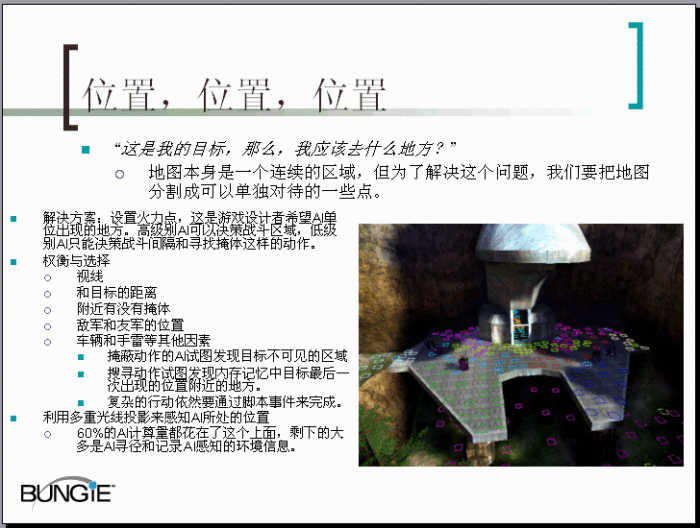 位置，位置，位置
“这是我的目标，那么，我应该去什么地方？”
地图本身是一个连续的区域，但为了解决这个问题，我们要把地图
分割成可以单独对待的一些点。
解决方案：设置火力点，这是游戏设计者希望AI单
位出现的地方。高级别AI可以决策战斗区域，低级
别AI只能决策战斗间隔和寻找掩体这样的动作。
权衡与选择
视线
和目标的距离
附近有没有掩体
敌军和友军的位置
车辆和手雷等其他因素
掩蔽动作的AI试图发现目标不可见的区域
搜寻动作试图发现内存记忆中目标最后一
次出现的位置附近的地方。
复杂的行动依然要通过脚本事件来完成。
利用多重光线投影来感知AI所处的位置
60%的AI计算量都花在了这个上面，剩下的大
多是AI寻径和记录AI感知的环境信息。
BUNGiE